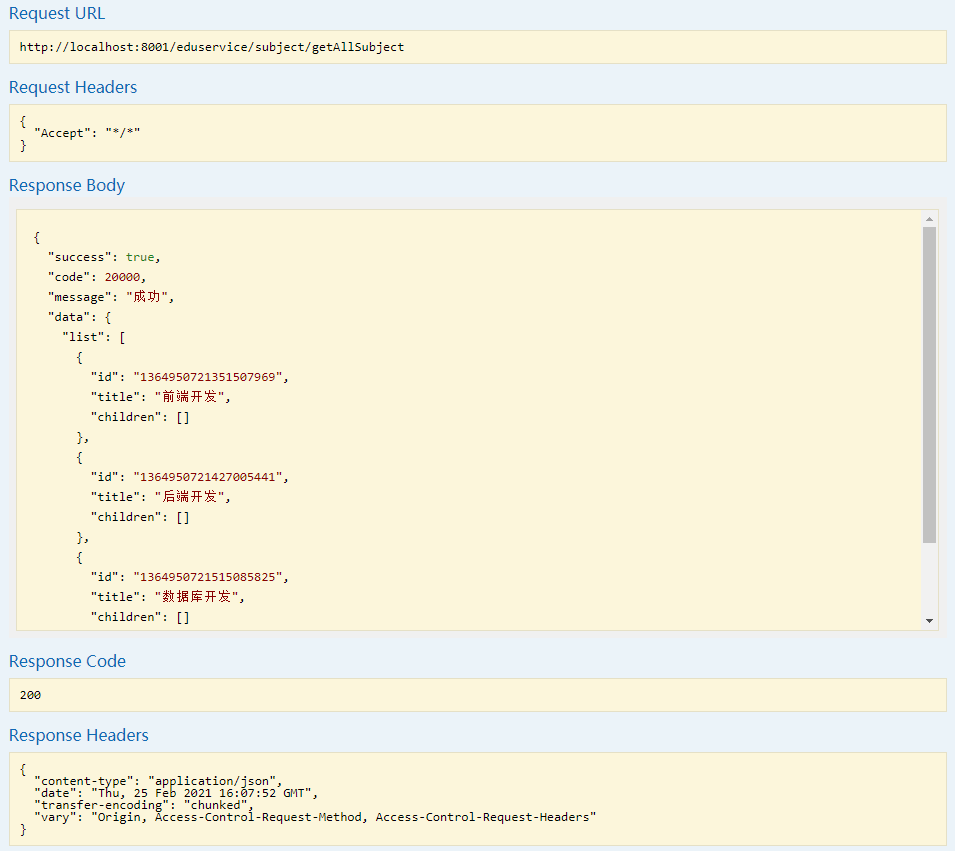 Request URL
http://localhost:8001/eduservice/subject/getAllSubject
Request Headers
{
  "Accept": "*/*"
}
Response Body
{
  "success": true,
  "code": 20000,
  "message": "成功",
  "data": {
    "list": [
      {
        "id": "1364950721351507969",
        "title": "前端开发",
        "children": []
      },
      {
        "id": "1364950721427005441",
        "title": "后端开发",
        "children": []
      },
      {
        "id": "1364950721515085825",
        "title": "数据库开发",
        "children": []
Response Code
200
Response Headers
{
  "content-type": "application/json",
  "date": "Thu, 25 Feb 2021 16:07:52 GMT",
  "transfer-encoding": "chunked",
  "vary": "Origin, Access-Control-Request-Method, Access-Control-Request-Headers"
}